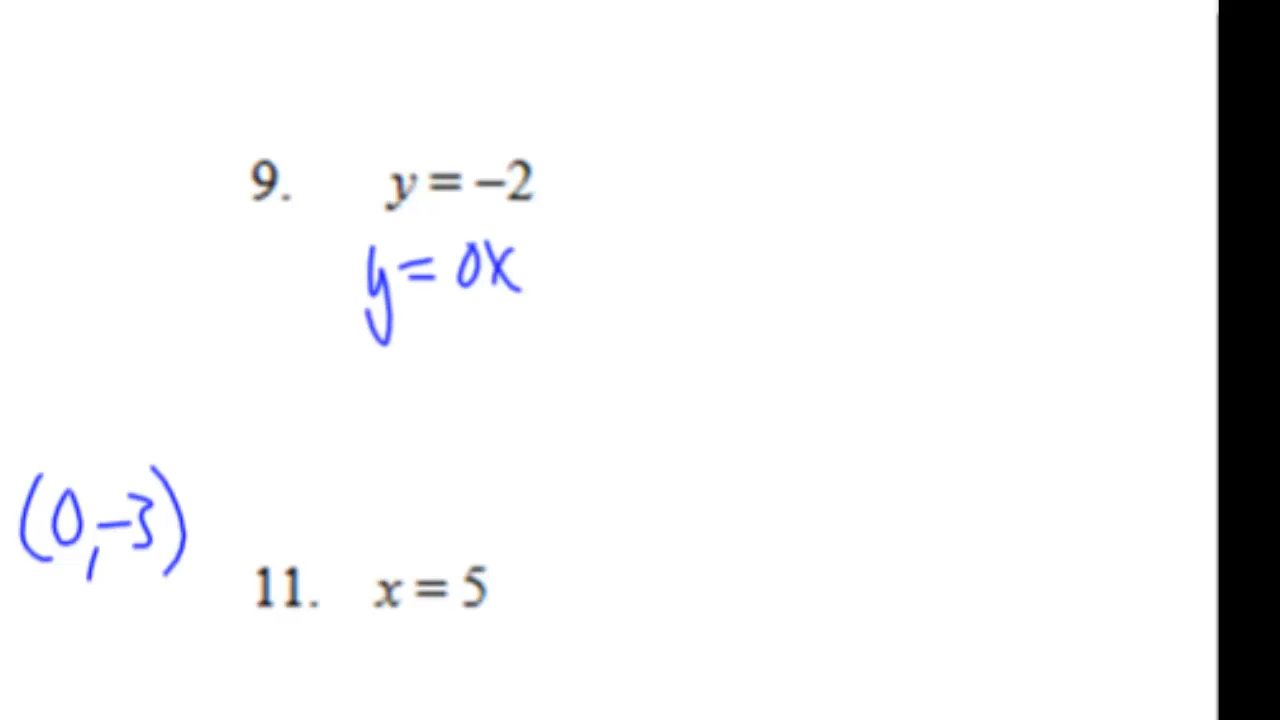 9. y = –2
y = 0x
(0,-3)
11. x = 5